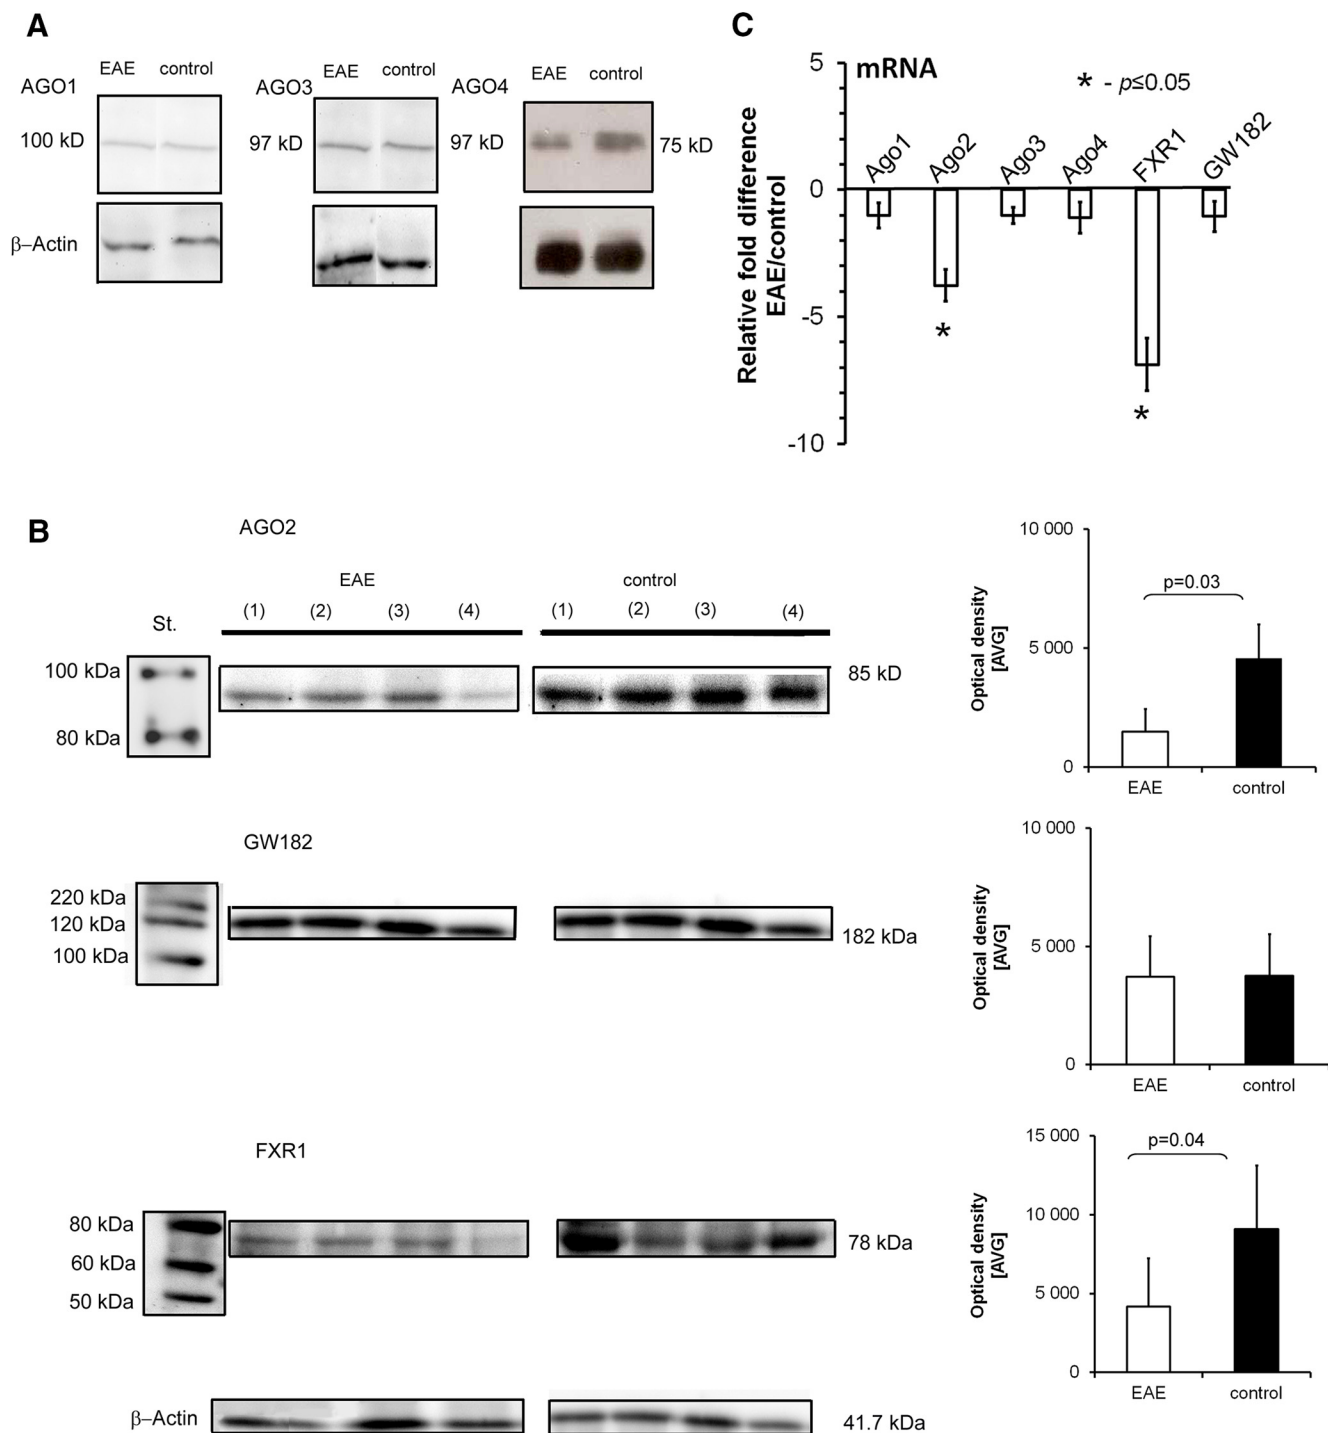 A
EAE control
AGO1
100 kD
EAE control
AGO3
97 kD
EAE control
AGO4
97 kD
75 kD
β–Actin
C
mRNA
* - p≤0.05
5
0
-5
-10
Relative fold difference
EAE/control
Ago1
Ago2
Ago3
Ago4
FXR1
GW182
*
*
B
AGO2
EAE control
(1) (2) (3) (4) (1) (2) (3) (4)
St.
100 kDa
80 kDa
85 kD
10 000
5 000
0
Optical density
[AVG]
p=0.03
EAE control
GW182
220 kDa
120 kDa
100 kDa
182 kDa
10 000
5 000
0
Optical density
[AVG]
EAE control
FXR1
80 kDa
60 kDa
50 kDa
78 kDa
15 000
10 000
5 000
0
Optical density
[AVG]
p=0.04
EAE control
β–Actin
41.7 kDa